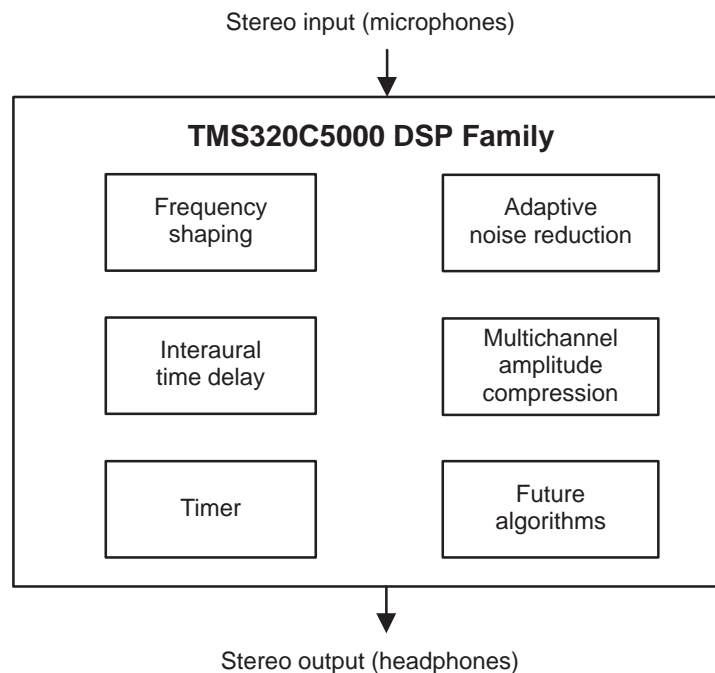 Stereo input (microphones)
TMS320C5000 DSP Family
Frequency
shaping
Adaptive
noise reduction
Interaural
time delay
Multichannel
amplitude
compression
Timer
Future
algorithms
Stereo output (headphones)